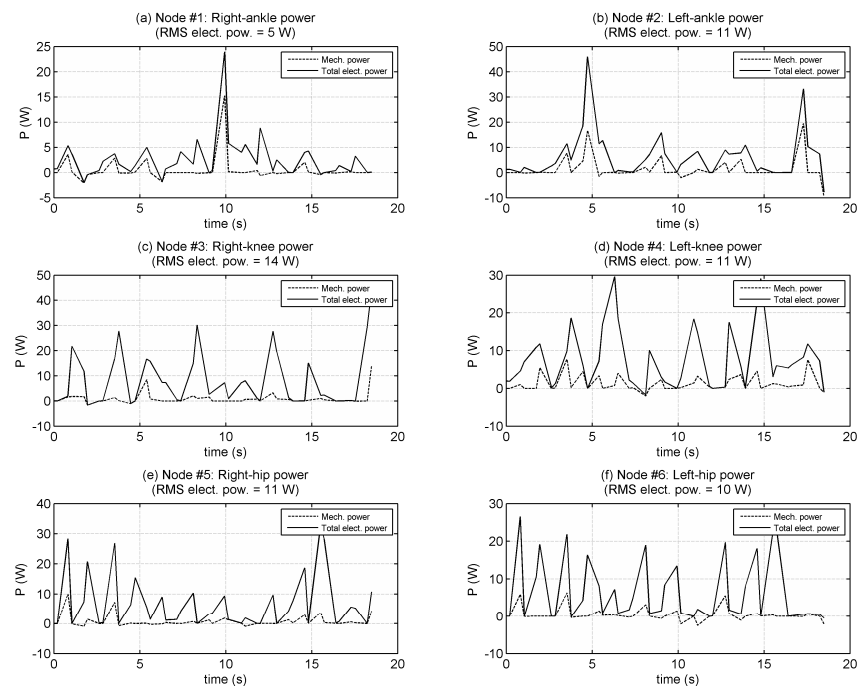 (a) Node #1: Right-ankle power
(RMS elect. pow. = 5 W)
25
20
15
10
5
0
-5
P (W)
Mech. power
Total elect. power
0 5 10 15 20
time (s)
(b) Node #2: Left-ankle power
(RMS elect. pow. = 11 W)
50
40
30
20
10
0
-10
P (W)
Mech. power
Total elect. power
0 5 10 15 20
time (s)
(c) Node #3: Right-knee power
(RMS elect. pow. = 14 W)
50
40
30
20
10
0
-10
P (W)
Mech. power
Total elect. power
0 5 10 15 20
time (s)
(d) Node #4: Left-knee power
(RMS elect. pow. = 11 W)
30
20
10
0
-10
P (W)
Mech. power
Total elect. power
0 5 10 15 20
time (s)
(e) Node #5: Right-hip power
(RMS elect. pow. = 11 W)
40
30
20
10
0
-10
P (W)
Mech. power
Total elect. power
0 5 10 15 20
time (s)
(f) Node #6: Left-hip power
(RMS elect. pow. = 10 W)
30
20
10
0
-10
P (W)
Mech. power
Total elect. power
0 5 10 15 20
time (s)